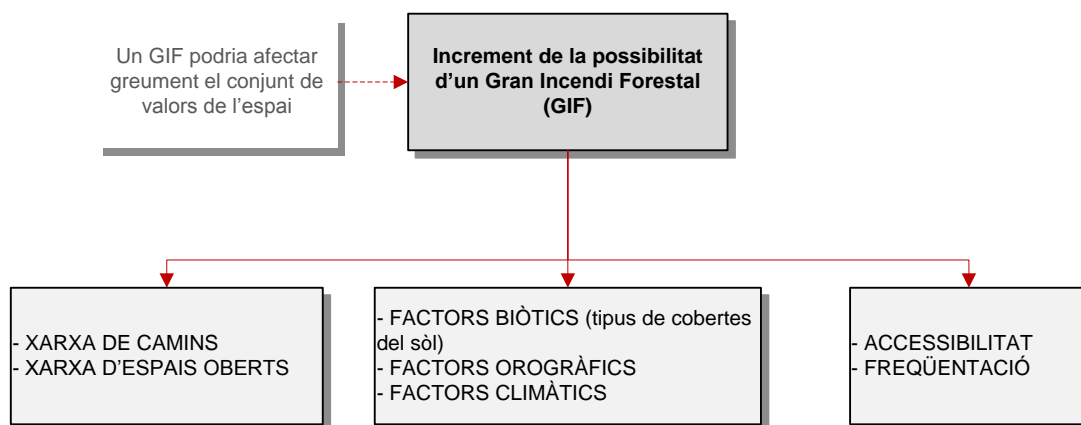 Un GIF podria afectar
greument el conjunt de
valors de l'espai
Increment de la possibilitat
d'un Gran Incendi Forestal
(GIF)
- XARXA DE CAMINS
- XARXA D'ESPAIS OBERTS
- FACTORS BIÒTICS (tipus de cobertes
del sòl)
- FACTORS OROGRÀFICS
- FACTORS CLIMÀTICS
- ACCESSIBILITAT
- FREQÜENTACIÓ